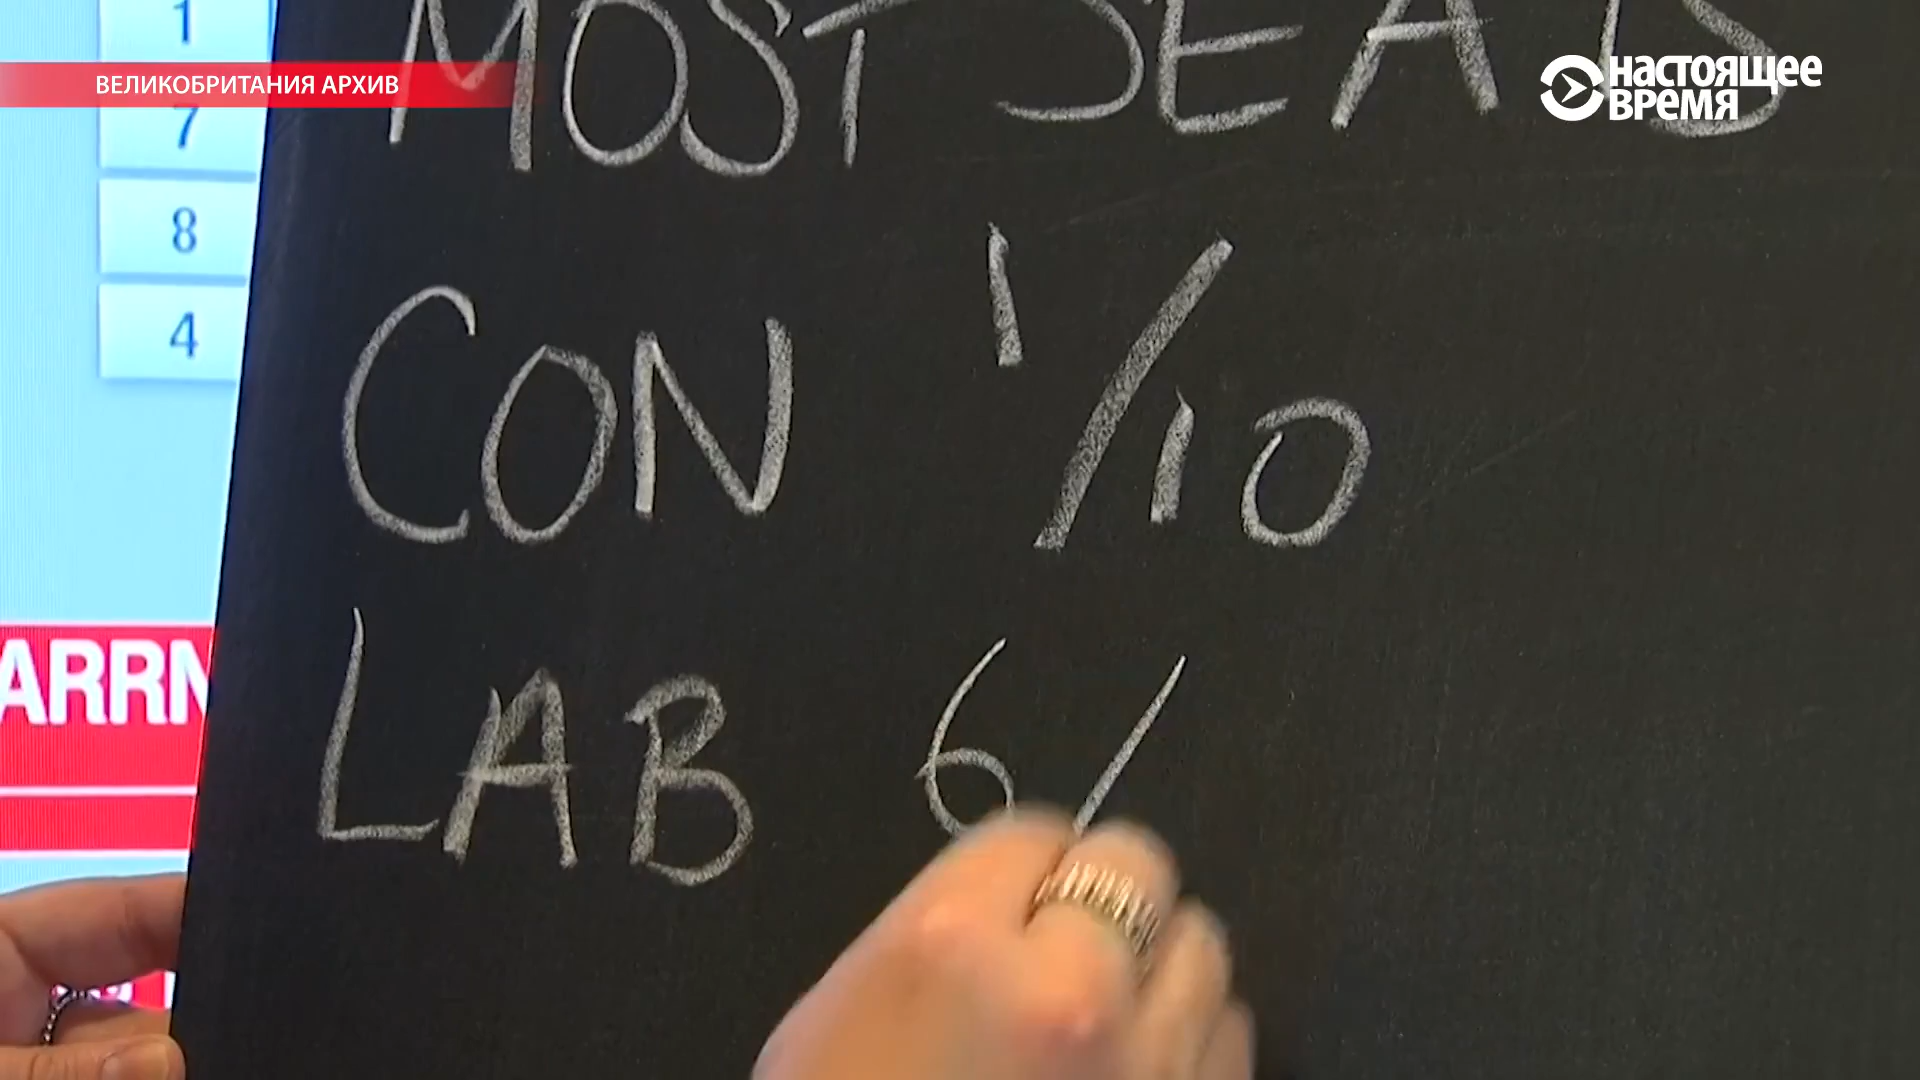 MOST SEATS
ВЕЛИКОБРИТАНИЯ АРХИВ
НАСТОЯЩЕЕ
ВРЕМЯ
1
7
8
4
CON 1/10
LAB 6/
ARRN